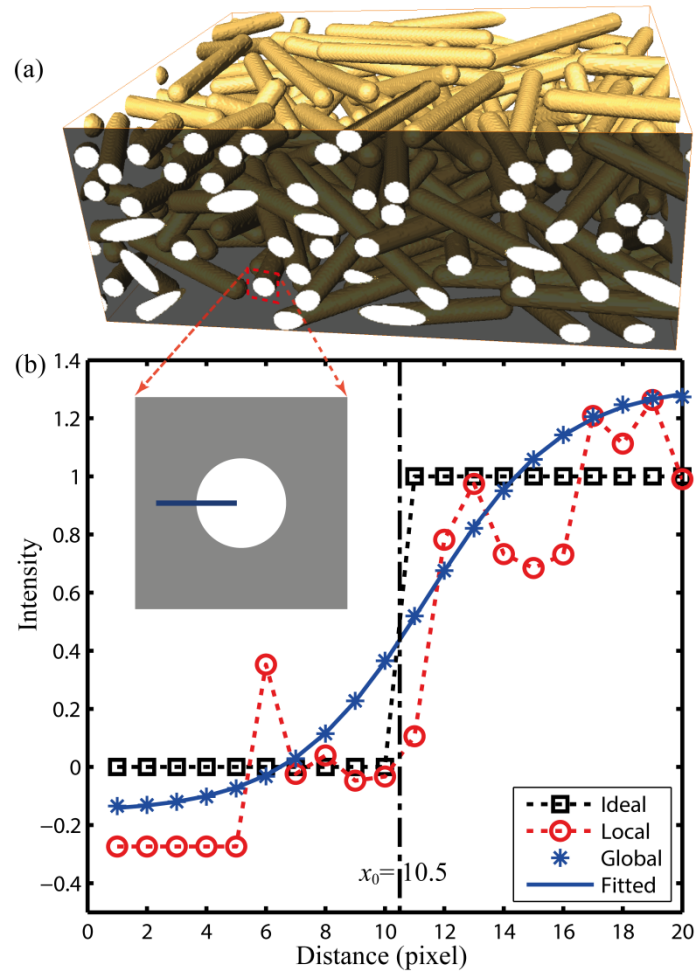 (a)
(b)
1.4
1.2
1
0.8
0.6
0.4
0.2
0
−0.2
−0.4
Intensity
x₀= 10.5
Ideal
Local
Global
Fitted
0 2 4 6 8 10 12 14 16 18 20
Distance (pixel)